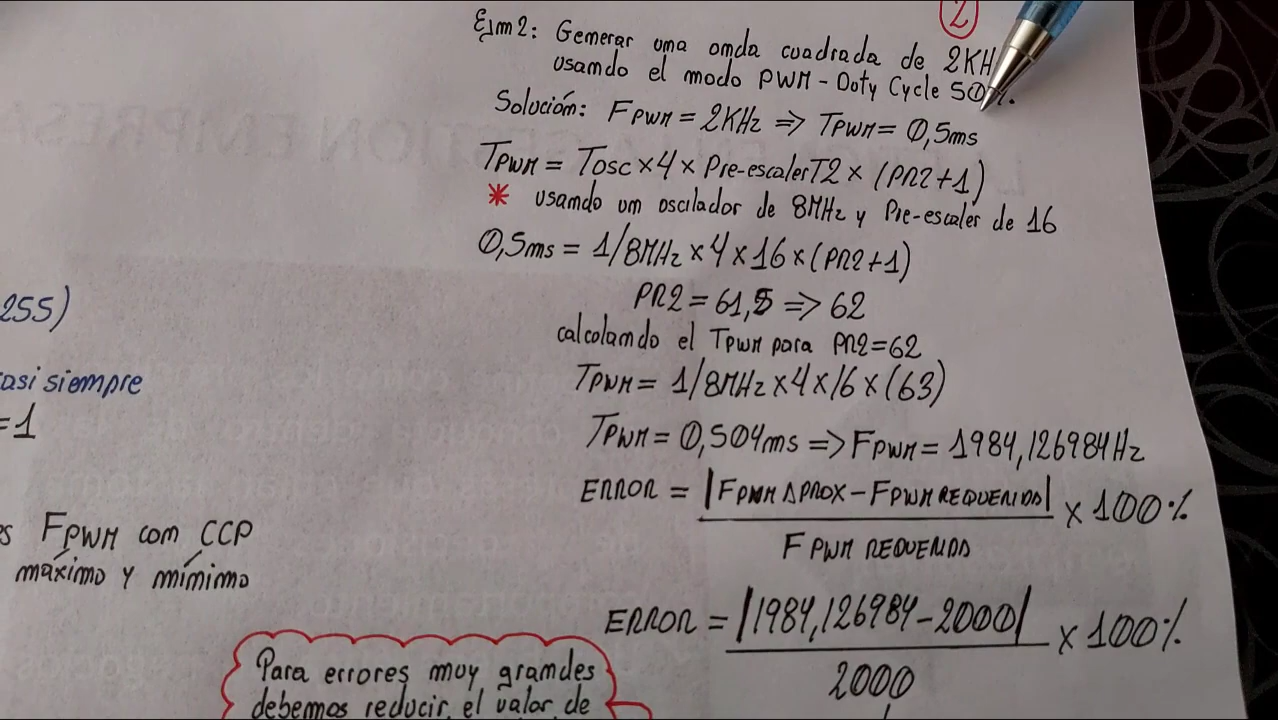 2
Ejm2: Generar una onda cuadrada de 2KH
usando el modo PWM - Duty Cycle 50%.
Solución: FPWM = 2KHz => TPWM = 0,5ms
TPWM = Tosc x 4 x Pre-escalerT2 x (PR2+1)
* usando un oscilador de 8MHz y Pre-escaler de 16
0,5ms = 1/8MHz x 4 x 16 x (PR2+1)
PR2 = 61,5 => 62
calculando el TPWM para PR2=62
TPWM = 1/8MHz x 4 x 16 x (63)
TPWM = 0,504ms => FPWM = 1984,126984Hz
ERROR = |FPWM APROX - FPWM REQUERIDA| x 100%
FPWM REQUERIDA
ERROR = |1984,126984 - 2000| x 100%
2000
255)
casi siempre
=1
s FPWM con CCP
máximo y mínimo
Para errores muy grandes
debemos reducir el valor de